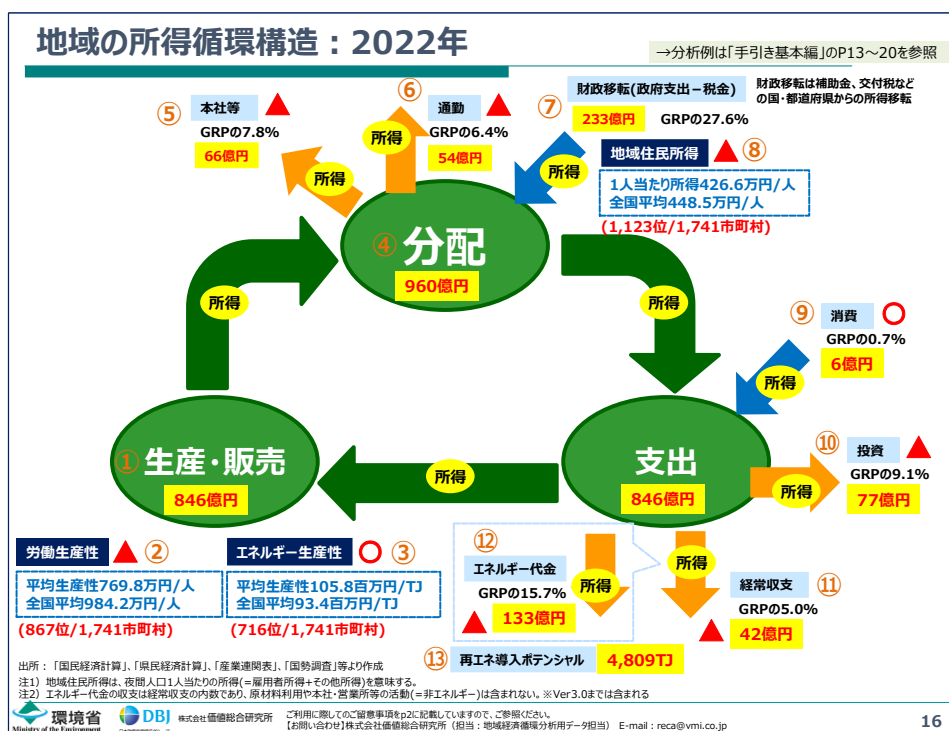 地域の所得循環構造：2022年
→分析例は「手引き基本編」のP13～20を参照
⑤
本社等
▲
GRPの7.8%
66億円
所得
⑥
通勤
▲
GRPの6.4%
54億円
所得
⑦
財政移転(政府支出－税金)
233億円 GRPの27.6%
財政移転は補助金、交付税など
の国・都道府県からの所得移転
所得
地域住民所得 ▲ ⑧
1人当たり所得426.6万円/人
全国平均448.5万円/人
(1,123位/1,741市町村)
④ 分配
960億円
所得
所得
⑨ 消費 ○
GRPの0.7%
6億円
所得
① 生産・販売
846億円
所得
支出
846億円
⑩ 投資 ▲
GRPの9.1%
77億円
所得
労働生産性 ▲ ②
平均生産性769.8万円/人
全国平均984.2万円/人
(867位/1,741市町村)
エネルギー生産性 ○ ③
平均生産性105.8百万円/TJ
全国平均93.4百万円/TJ
(716位/1,741市町村)
⑫
エネルギー代金
GRPの15.7%
▲ 133億円
所得
所得
経常収支 ⑪
GRPの5.0%
▲ 42億円
⑬ 再エネ導入ポテンシャル 4,809TJ
出所：「国民経済計算」、「県民経済計算」、「産業連関表」、「国勢調査」等より作成
注1）地域住民所得は、夜間人口1人当たりの所得(=雇用者所得+その他所得)を意味する。
注2）エネルギー代金の収支は経常収支の内数であり、原材料利用や本社・営業所等の活動(=非エネルギー)は含まれない。※Ver3.0までは含まれる
環境省
Ministry of the Environment
DBJ
株式会社価値総合研究所
ご利用に際してのご留意事項をp2に記載していますので、ご参照ください。
【お問い合わせ】株式会社価値総合研究所（担当：地域経済循環分析用データ担当） E-mail：reca@vmi.co.jp
16